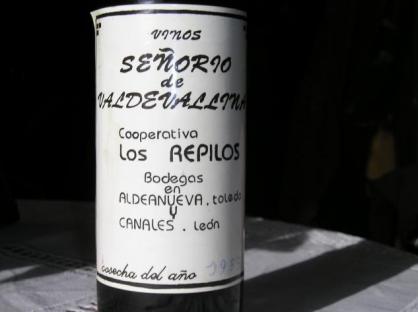 VINOS
SEÑORIO
de
VALDEVALLINA
Cooperativa
Los REPILOS
Bodegas
en
ALDEANUEVA. toledo
y
CANALES. león
cosecha del año